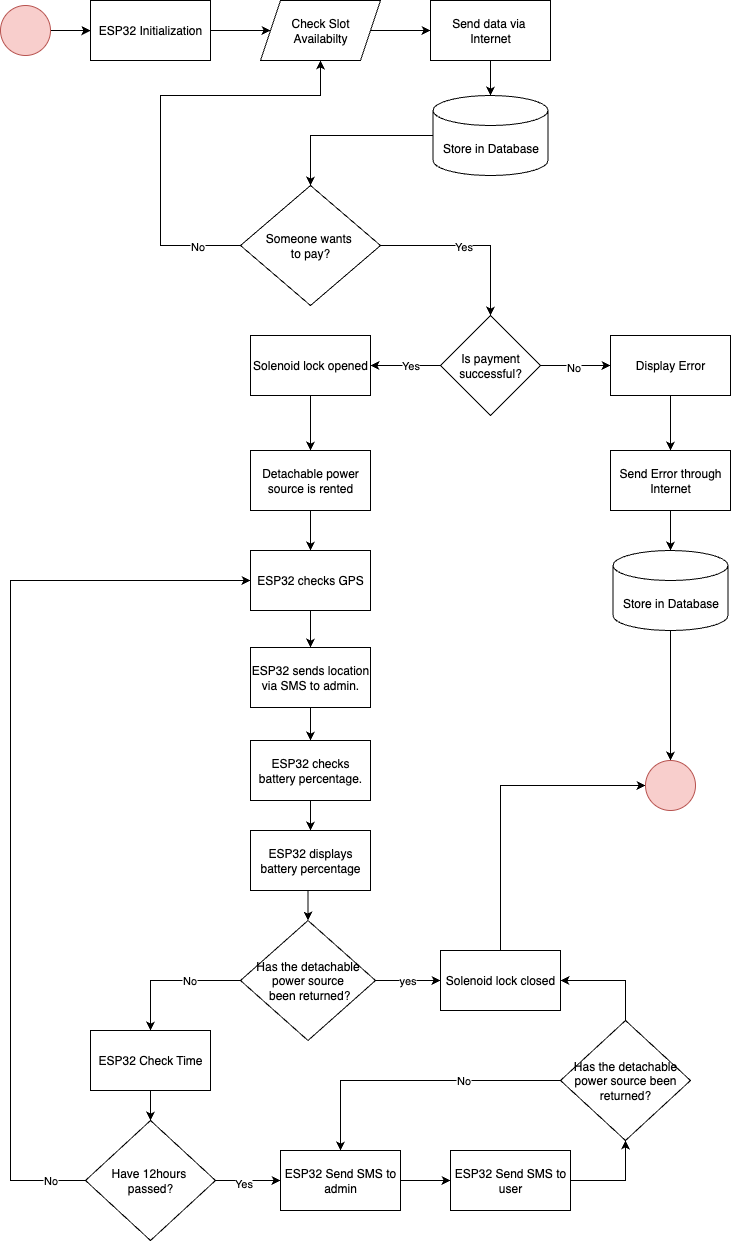 ESP32 Initialization
Check Slot
Availabilty
Send data via
Internet
Store in Database
Someone wants
to pay?
No
Yes
Is payment
successful?
Yes
No
Solenoid lock opened
Display Error
Detachable power
source is rented
Send Error through
Internet
ESP32 checks GPS
Store in Database
ESP32 sends location
via SMS to admin.
ESP32 checks
battery percentage.
ESP32 displays
battery percentage
Has the detachable
power source
been returned?
No
yes
Solenoid lock closed
ESP32 Check Time
Has the detachable
power source been
returned?
No
Have 12hours
passed?
No
Yes
ESP32 Send SMS to
admin
ESP32 Send SMS to
user